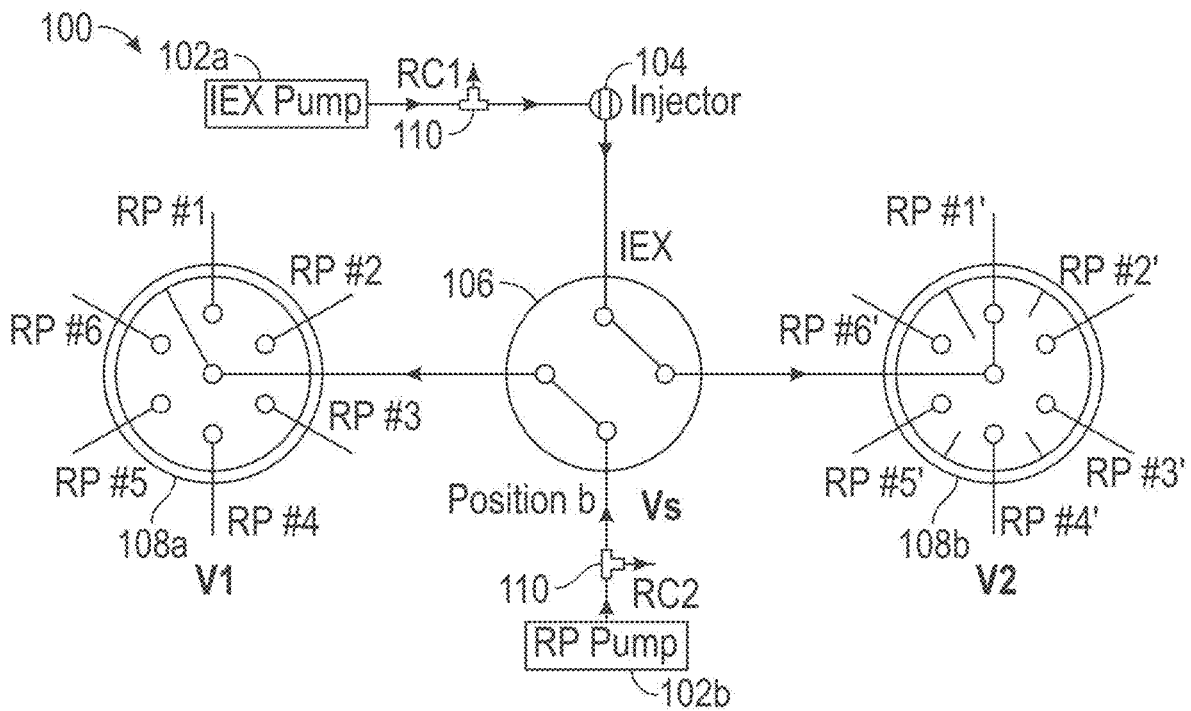 100
102a
IEX Pump
RC1
110
104
Injector
IEX
106
RP #1
RP #2
RP #3
RP #4
RP #5
RP #6
108a
V1
RP #1'
RP #2'
RP #3'
RP #4'
RP #5'
RP #6'
108b
V2
Position b
Vs
110
RC2
RP Pump
102b